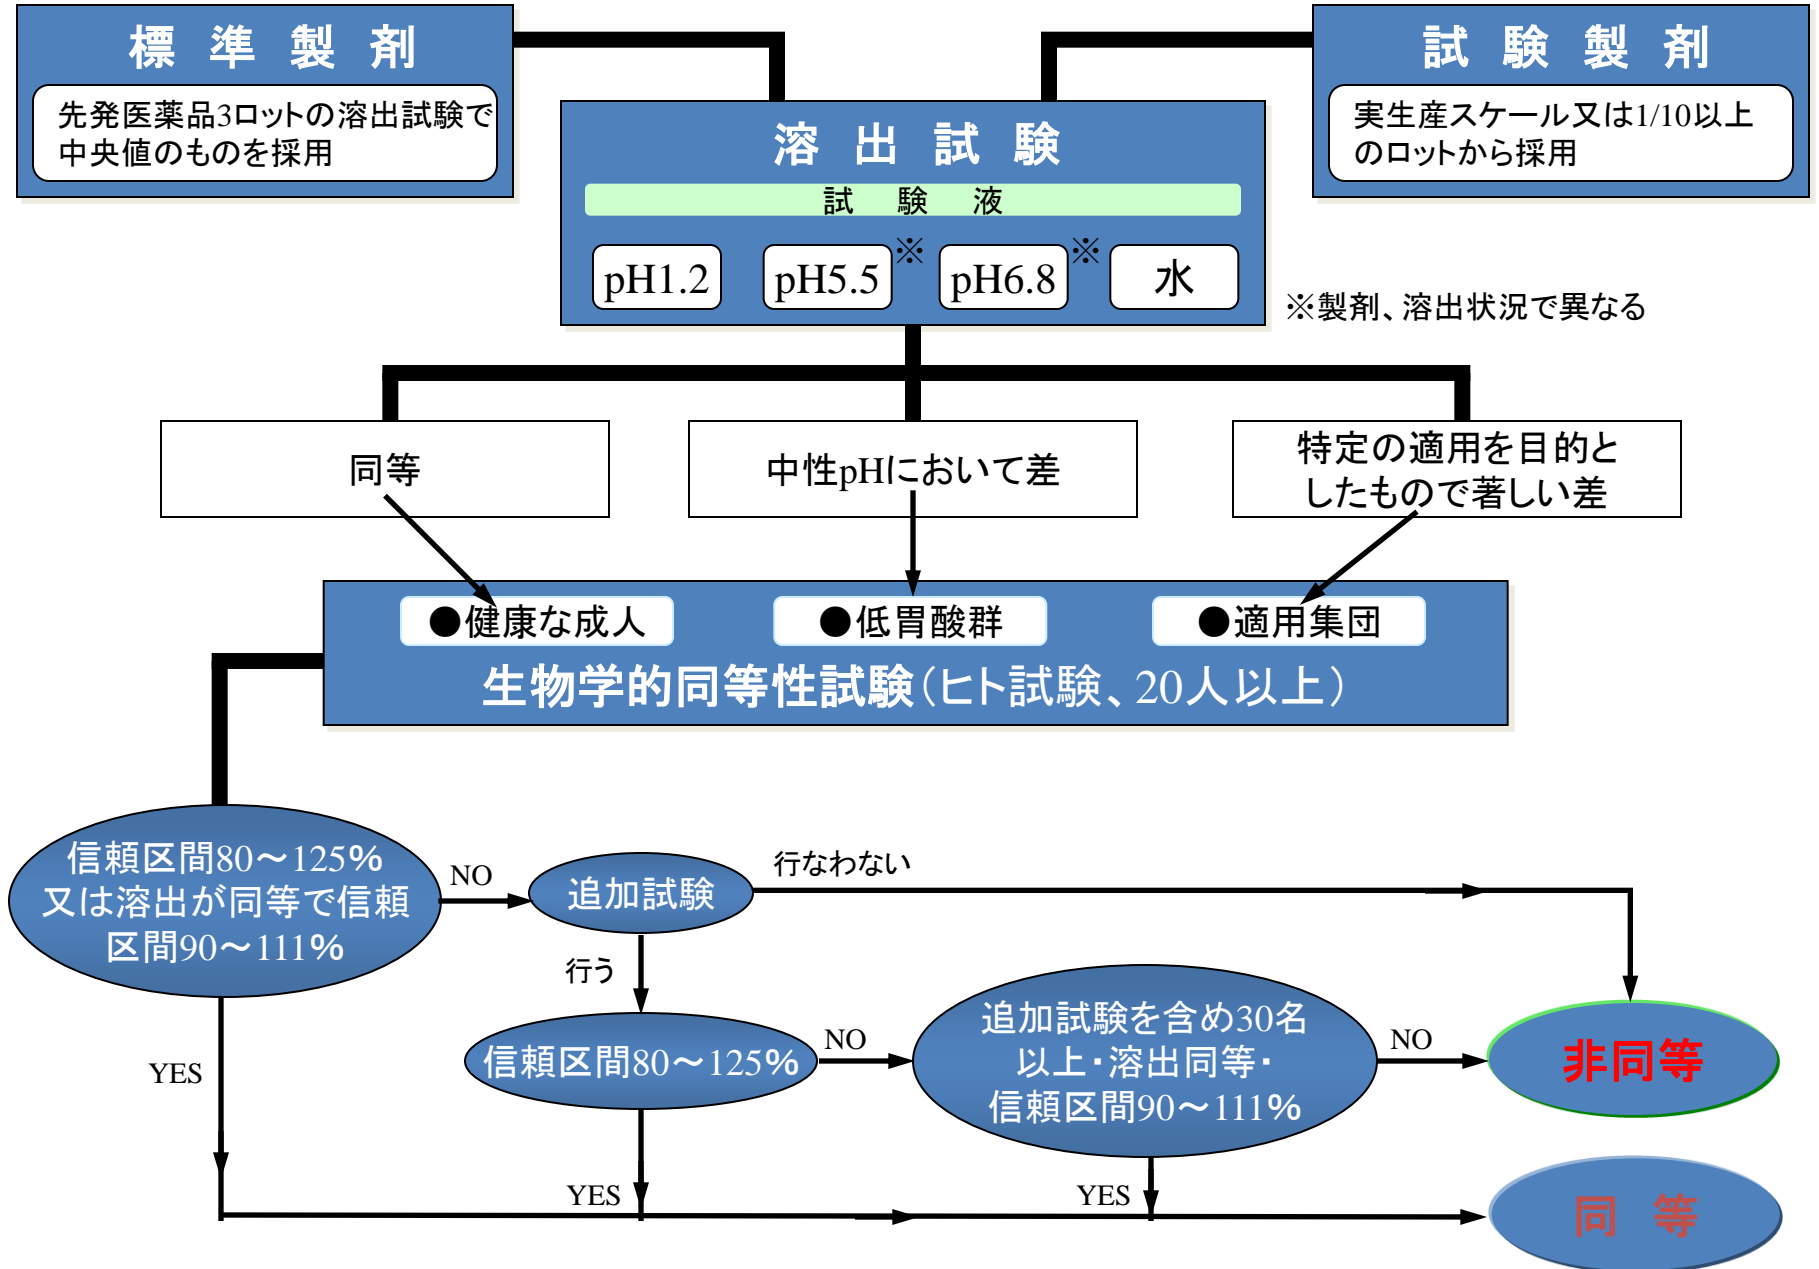 標準製剤
先発医薬品3ロットの溶出試験で
中央値のものを採用
試験製剤
実生産スケール又は1/10以上
のロットから採用
溶出試験
試験液
pH1.2
pH5.5
※
pH6.8
※
水
※製剤、溶出状況で異なる
同等
中性pHにおいて差
特定の適用を目的と
したもので著しい差
●健康な成人
●低胃酸群
●適用集団
生物学的同等性試験（ヒト試験、20人以上）
信頼区間80～125%
又は溶出が同等で信頼
区間90～111%
NO
追加試験
行なわない
行う
YES
信頼区間80～125%
NO
追加試験を含め30名
以上・溶出同等・
信頼区間90～111%
NO
非同等
YES
YES
同等